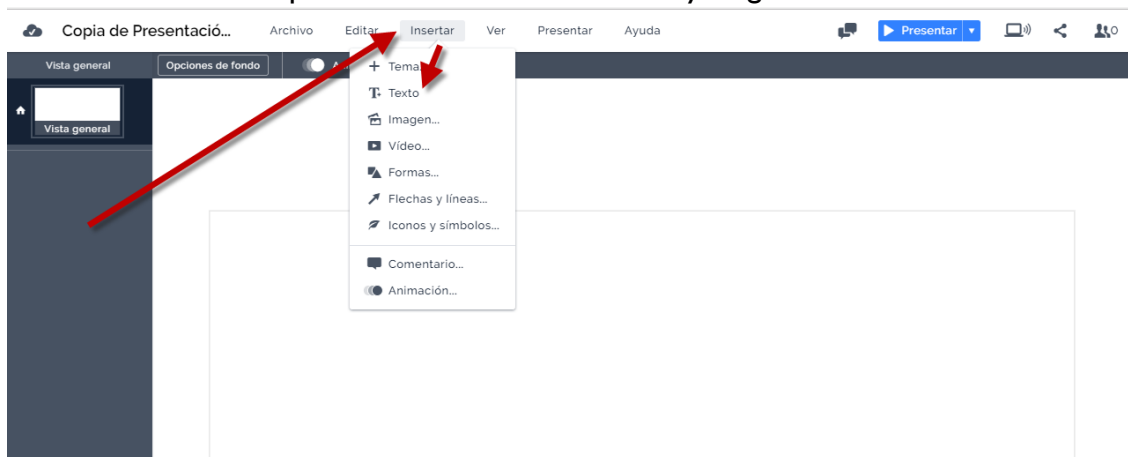 Copia de Presentació... Archivo Editar Insertar Ver Presentar Ayuda Presentar 0
Vista general Opciones de fondo
Tema
Texto
Imagen...
Vista general
Vídeo...
Formas...
Flechas y líneas...
Iconos y símbolos...
Comentario...
Animación...